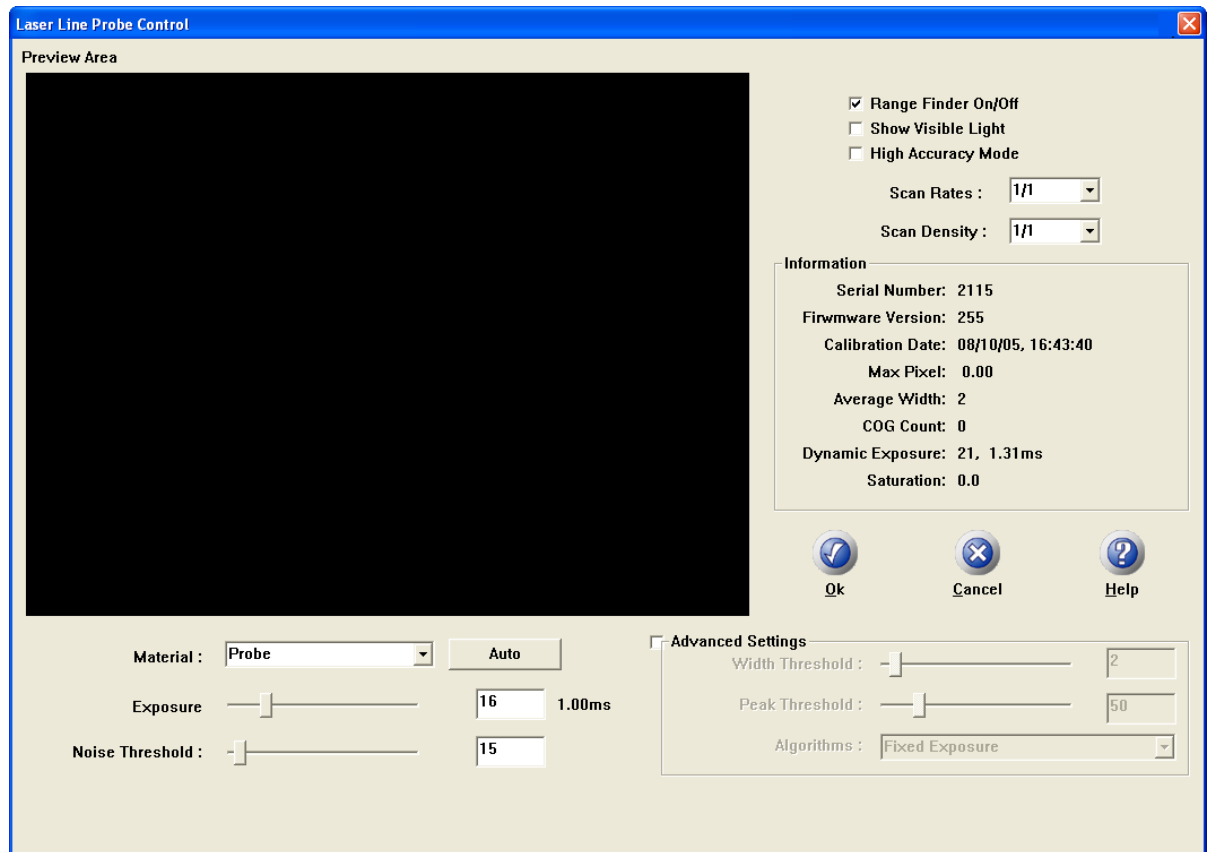 Laser Line Probe Control
Preview Area
Range Finder On/Off
Show Visible Light
High Accuracy Mode
Scan Rates : 1/1
Scan Density : 1/1
Information
Serial Number: 2115
Firwmware Version: 255
Calibration Date: 08/10/05, 16:43:40
Max Pixel: 0.00
Average Width: 2
COG Count: 0
Dynamic Exposure: 21, 1.31ms
Saturation: 0.0
Ok Cancel Help
Material : Probe Auto
Exposure 16 1.00ms
Noise Threshold : 15
Advanced Settings
Width Threshold : 2
Peak Threshold : 50
Algorithms : Fixed Exposure